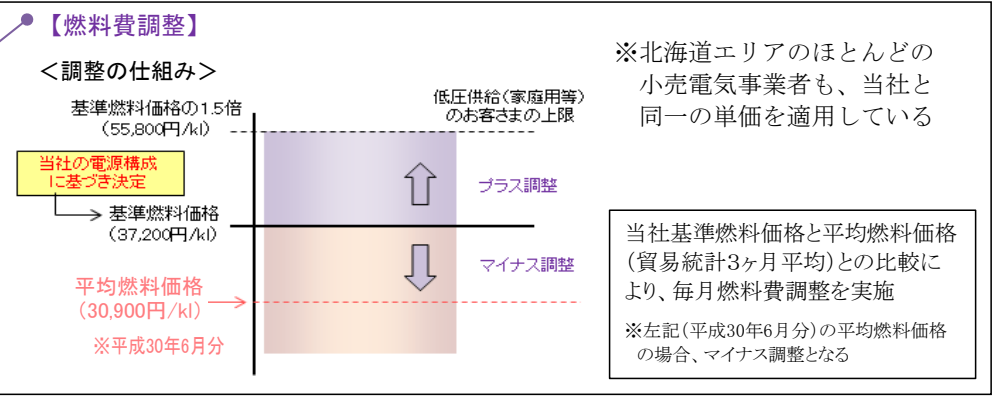 【燃料費調整】
＜調整の仕組み＞
基準燃料価格の1.5倍
（55,800円/kl）
低圧供給（家庭用等）
のお客さまの上限
当社の電源構成
に基づき決定
基準燃料価格
（37,200円/kl）
プラス調整
マイナス調整
平均燃料価格
（30,900円/kl）
※平成30年6月分
※北海道エリアのほとんどの
小売電気事業者も、当社と
同一の単価を適用している
当社基準燃料価格と平均燃料価格
（貿易統計3ヶ月平均）との比較に
より、毎月燃料費調整を実施
※左記（平成30年6月分）の平均燃料価格
の場合、マイナス調整となる